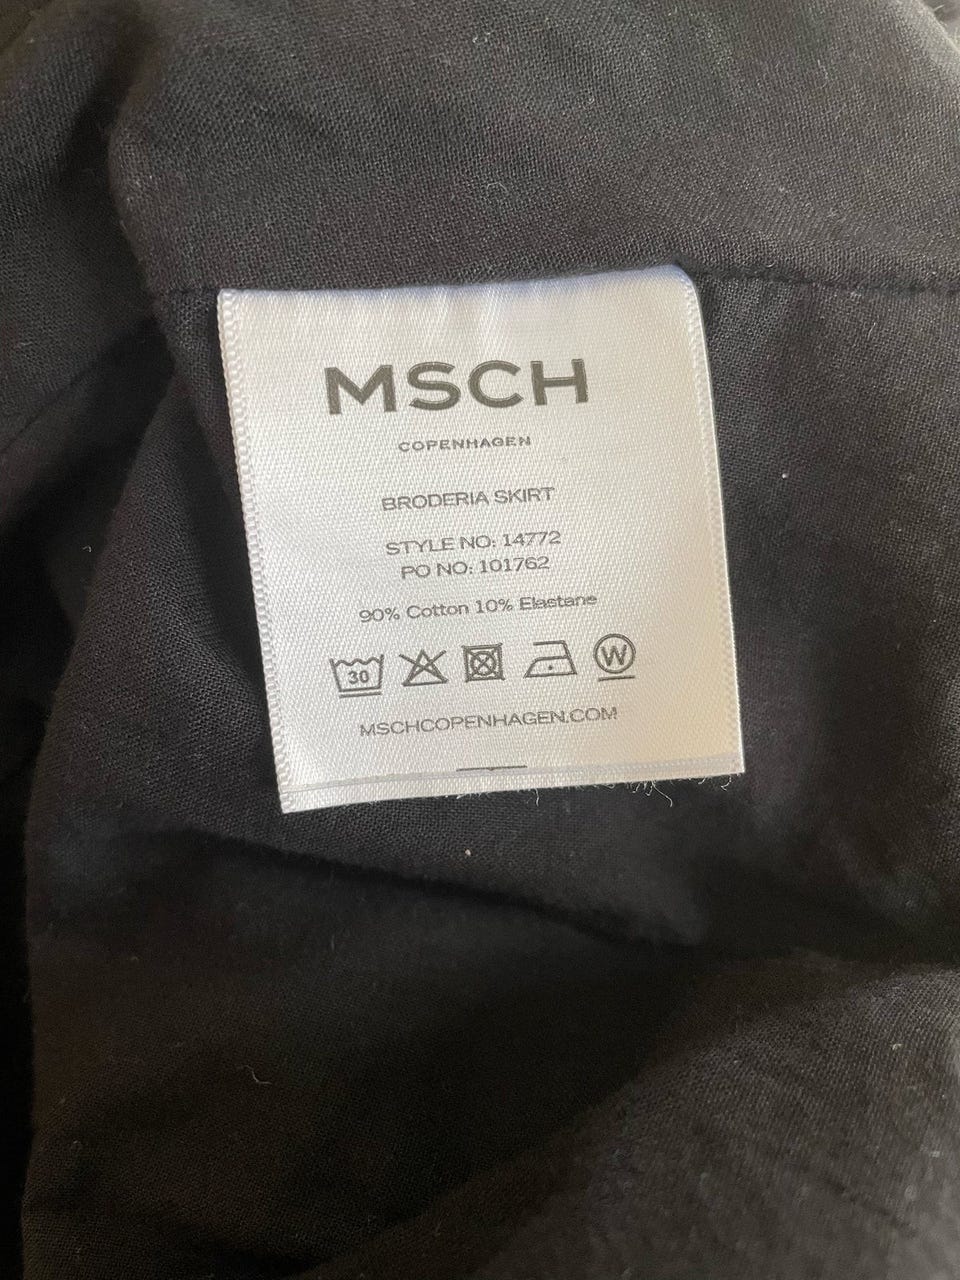 MSCH
COPENHAGEN
BRODERIA SKIRT
STYLE NO: 14772
PO NO: 101762
90% Cotton 10% Elastane
30 W
MSCHCOPENHAGEN.COM